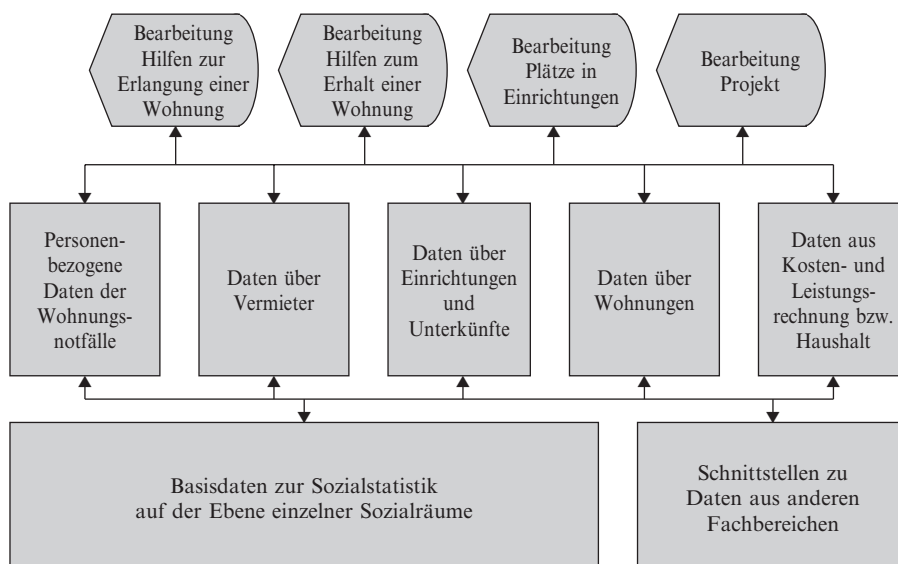 Bearbeitung
Hilfen zur
Erlangung einer
Wohnung
Bearbeitung
Hilfen zum
Erhalt einer
Wohnung
Bearbeitung
Plätze in
Einrichtungen
Bearbeitung
Projekt
Personen-
bezogene
Daten der
Wohnungs-
notfälle
Daten über
Vermieter
Daten über
Einrichtungen
und
Unterkünfte
Daten über
Wohnungen
Daten aus
Kosten- und
Leistungs-
rechnung bzw.
Haushalt
Basisdaten zur Sozialstatistik
auf der Ebene einzelner Sozialräume
Schnittstellen zu
Daten aus anderen
Fachbereichen